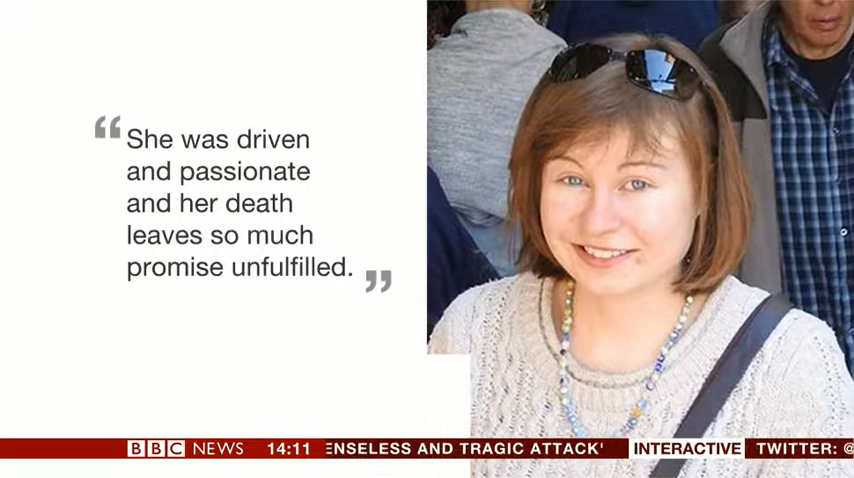 “ She was driven
and passionate
and her death
leaves so much
promise unfulfilled. ”
BBC NEWS 14:11 ENSELESS AND TRAGIC ATTACK' INTERACTIVE TWITTER: @